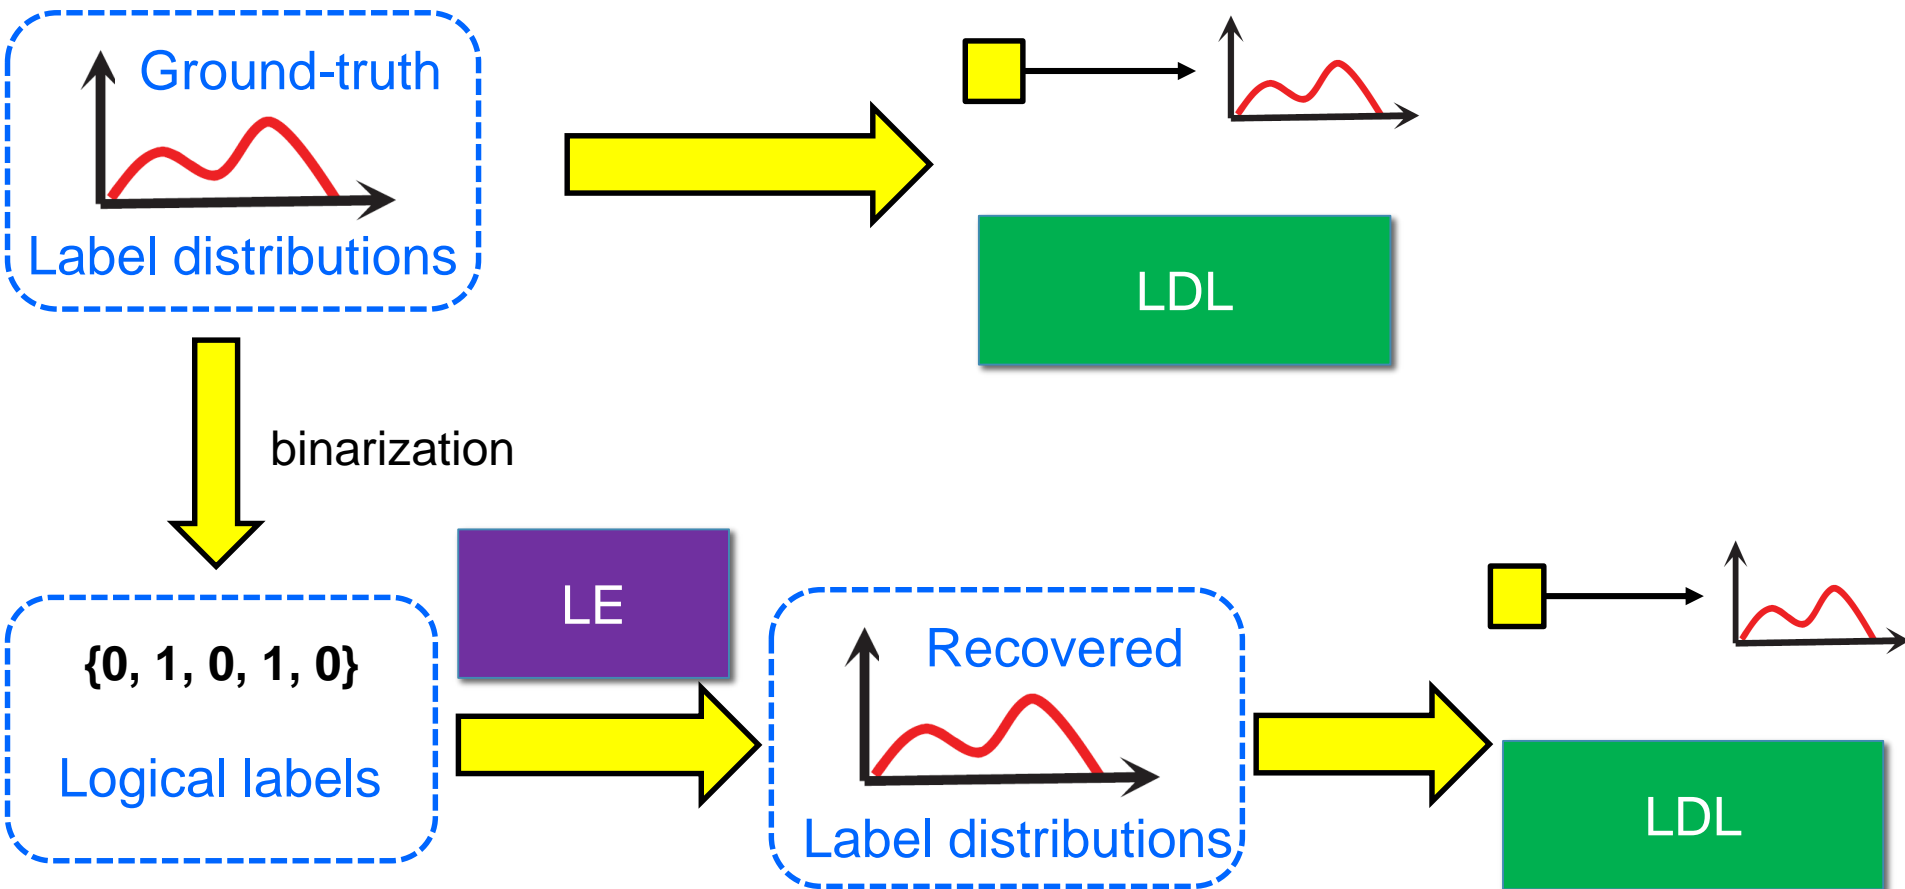 Ground-truth
Label distributions
LDL
binarization
LE
{0, 1, 0, 1, 0}
Logical labels
Recovered
Label distributions
LDL